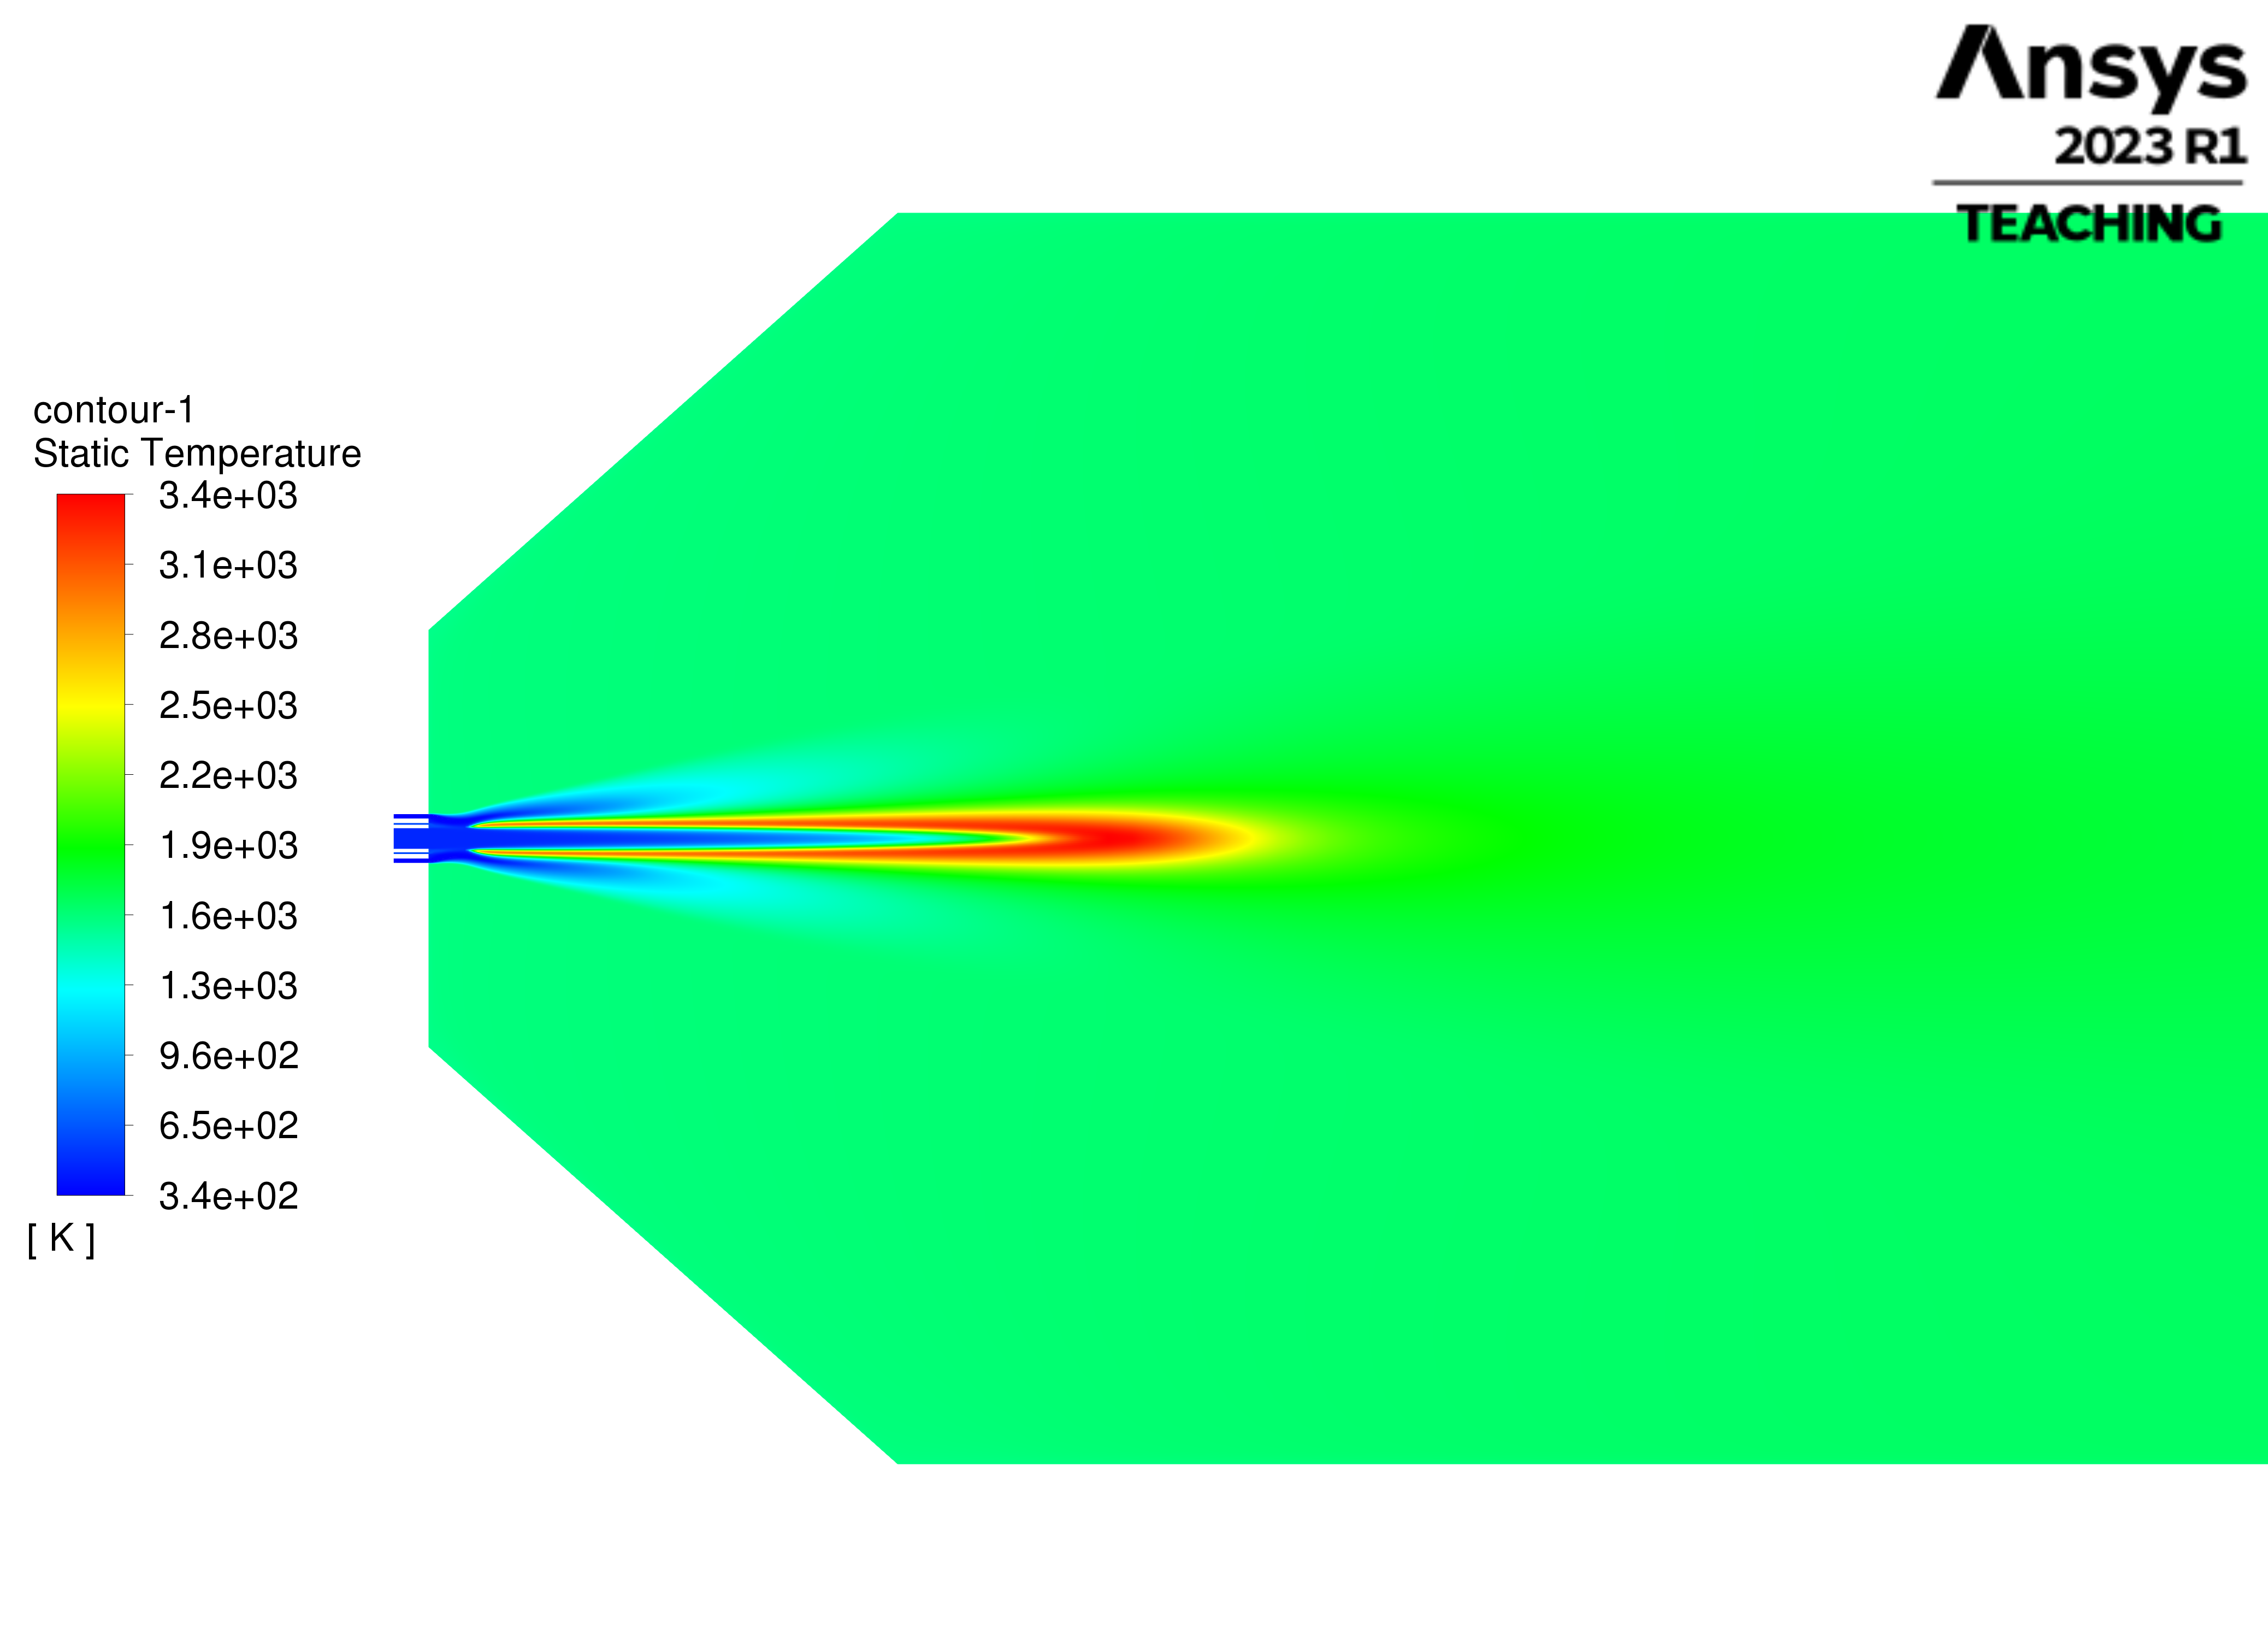 Ansys
2023 R1
TEACHING
contour-1
Static Temperature
3.4e+03
3.1e+03
2.8e+03
2.5e+03
2.2e+03
1.9e+03
1.6e+03
1.3e+03
9.6e+02
6.5e+02
3.4e+02
[ K ]